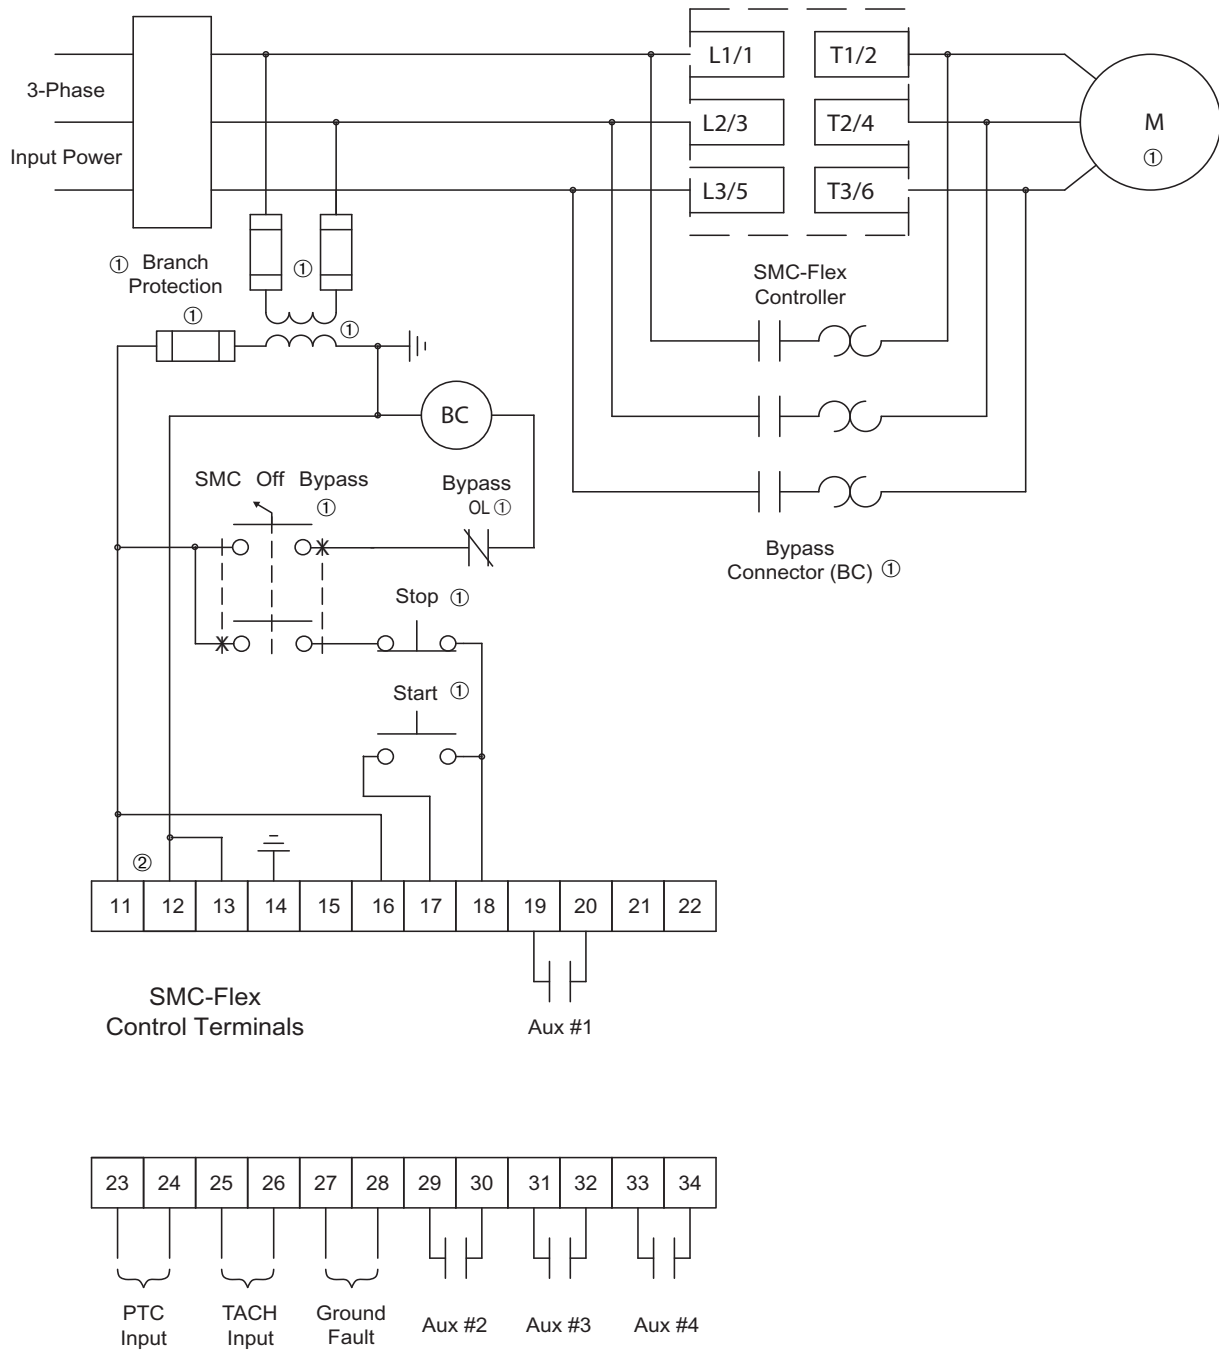 3-Phase
Input Power
L1/1
T1/2
L2/3
T2/4
L3/5
T3/6
M
①
① Branch
Protection
①
①
①
SMC-Flex
Controller
BC
SMC Off Bypass
①
Bypass
OL ①
Bypass
Connector (BC) ①
Stop ①
Start ①
②
11 12 13 14 15 16 17 18 19 20 21 22
SMC-Flex
Control Terminals
Aux #1
23 24 25 26 27 28 29 30 31 32 33 34
PTC
Input
TACH
Input
Ground
Fault
Aux #2
Aux #3
Aux #4